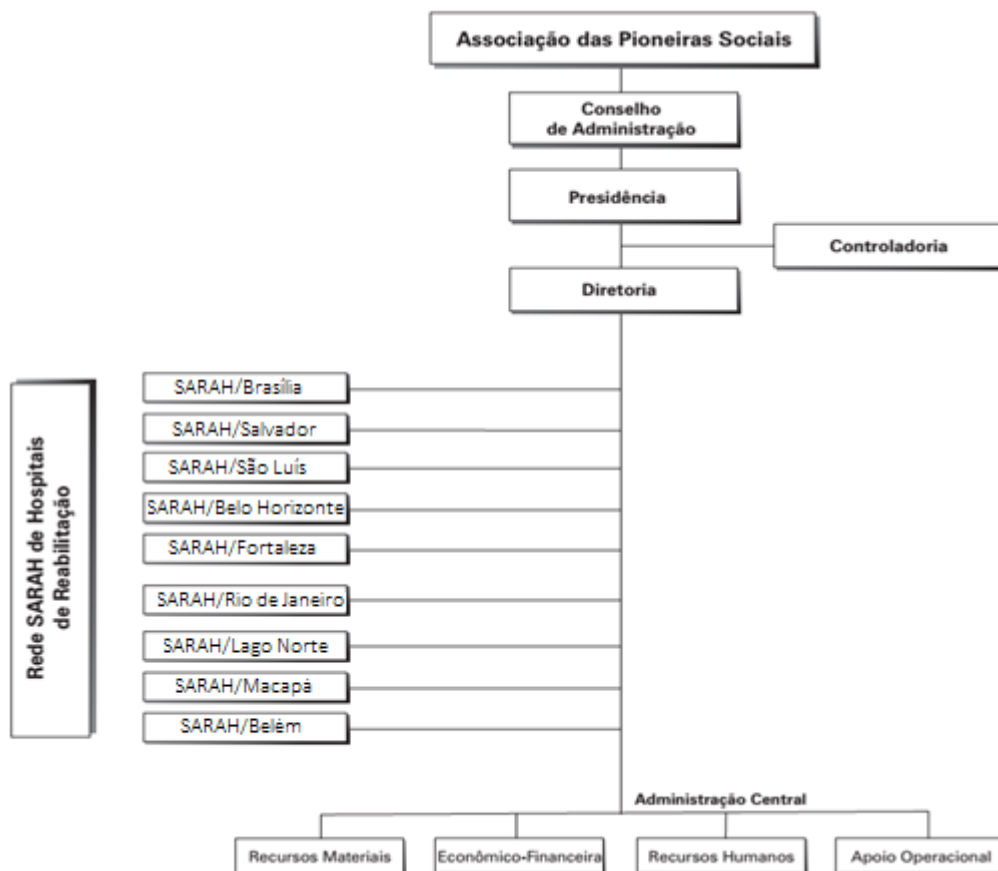 Associação das Pioneiras Sociais
Conselho
de Administração
Presidência
Controladoria
Diretoria
Rede SARAH de Hospitais
de Reabilitação
SARAH/Brasília
SARAH/Salvador
SARAH/São Luís
SARAH/Belo Horizonte
SARAH/Fortaleza
SARAH/Rio de Janeiro
SARAH/Lago Norte
SARAH/Macapá
SARAH/Belém
Administração Central
Recursos Materiais
Econômico-Financeira
Recursos Humanos
Apoio Operacional